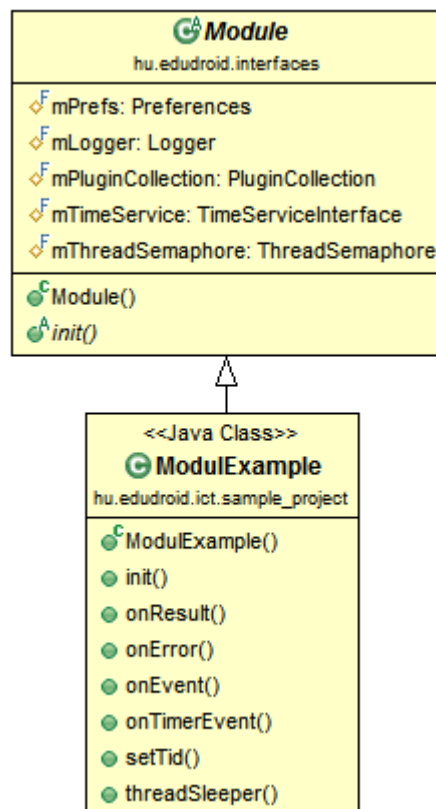 Module
hu.edudroid.interfaces
mPrefs: Preferences
mLogger: Logger
mPluginCollection: PluginCollection
mTimeService: TimeServiceInterface
mThreadSemaphore: ThreadSemaphore
Module()
init()
<<Java Class>>
ModulExample
hu.edudroid.ict.sample_project
ModulExample()
init()
onResult()
onError()
onEvent()
onTimerEvent()
setTid()
threadSleeper()